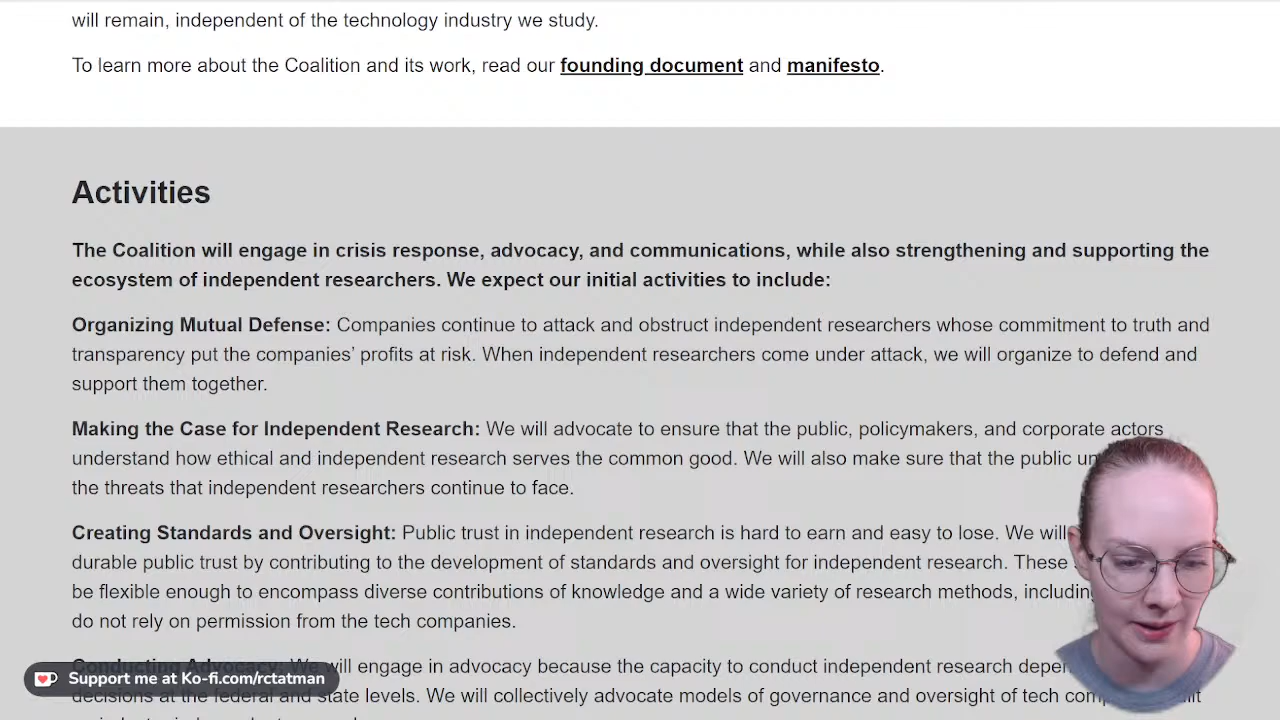 will remain, independent of the technology industry we study.
To learn more about the Coalition and its work, read our founding document and manifesto.
Activities
The Coalition will engage in crisis response, advocacy, and communications, while also strengthening and supporting the
ecosystem of independent researchers. We expect our initial activities to include:
Organizing Mutual Defense: Companies continue to attack and obstruct independent researchers whose commitment to truth and
transparency put the companies’ profits at risk. When independent researchers come under attack, we will organize to defend and
support them together.
Making the Case for Independent Research: We will advocate to ensure that the public, policymakers, and corporate actors
understand how ethical and independent research serves the common good. We will also make sure that the public
the threats that independent researchers continue to face.
Creating Standards and Oversight: Public trust in independent research is hard to earn and easy to lose. We will
durable public trust by contributing to the development of standards and oversight for independent research. These
be flexible enough to encompass diverse contributions of knowledge and a wide variety of research methods, including
do not rely on permission from the tech companies.
Conducting Advocacy: We will engage in advocacy because the capacity to conduct independent research
Support me at Ko-fi.com/rctatman
decisions at the federal and state levels. We will collectively advocate models of governance and oversight of tech